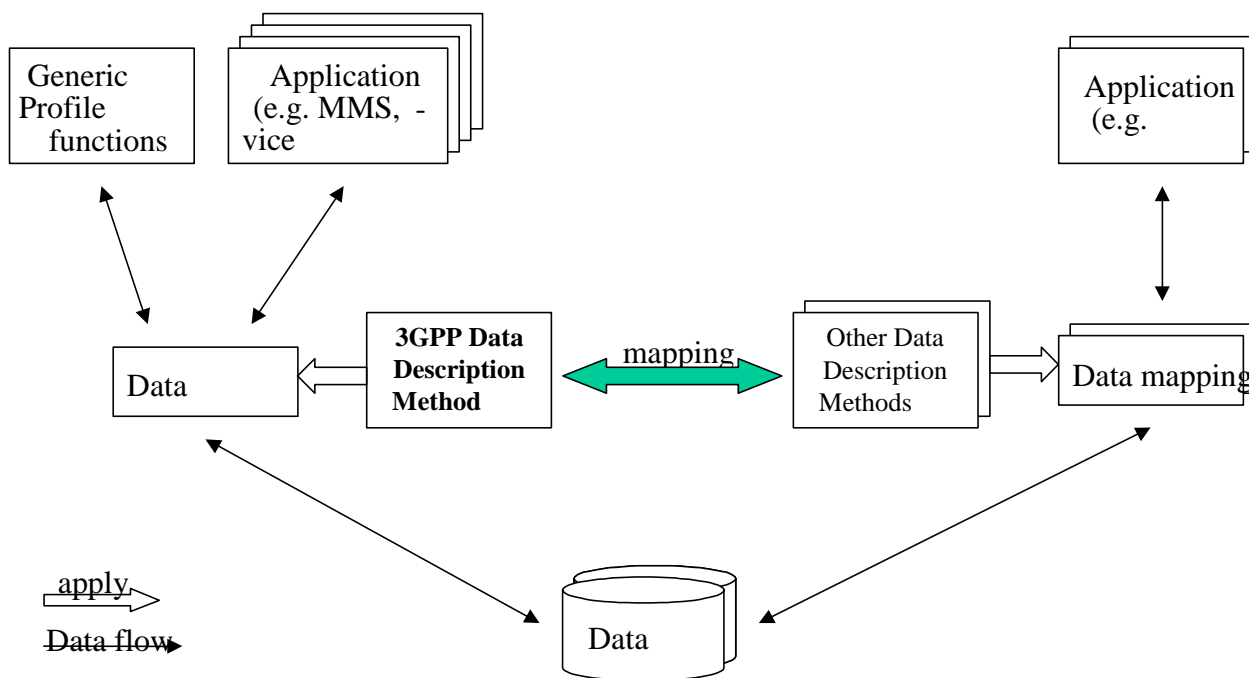 Generic
Profile
functions
Application
(e.g. MMS, -
vice
Application
(e.g.
Data
3GPP Data
Description
Method
mapping
Other Data
Description
Methods
Data mapping
apply
Data flow
Data